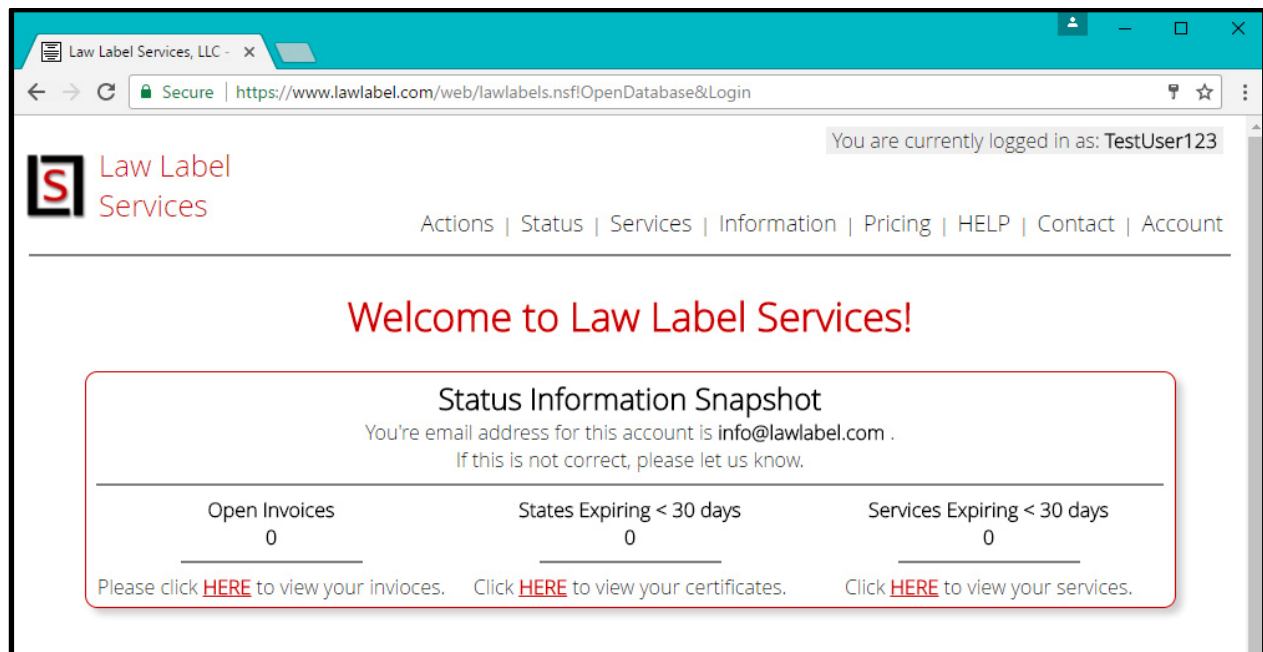 Law Label Services, LLC -
Secure | https://www.lawlabel.com/web/lawlabels.nsf!OpenDatabase&Login
You are currently logged in as: TestUser123
LS
Law Label
Services
Actions | Status | Services | Information | Pricing | HELP | Contact | Account
Welcome to Law Label Services!
Status Information Snapshot
You're email address for this account is info@lawlabel.com .
If this is not correct, please let us know.
Open Invoices
0
Please click HERE to view your invioces.
States Expiring < 30 days
0
Click HERE to view your certificates.
Services Expiring < 30 days
0
Click HERE to view your services.